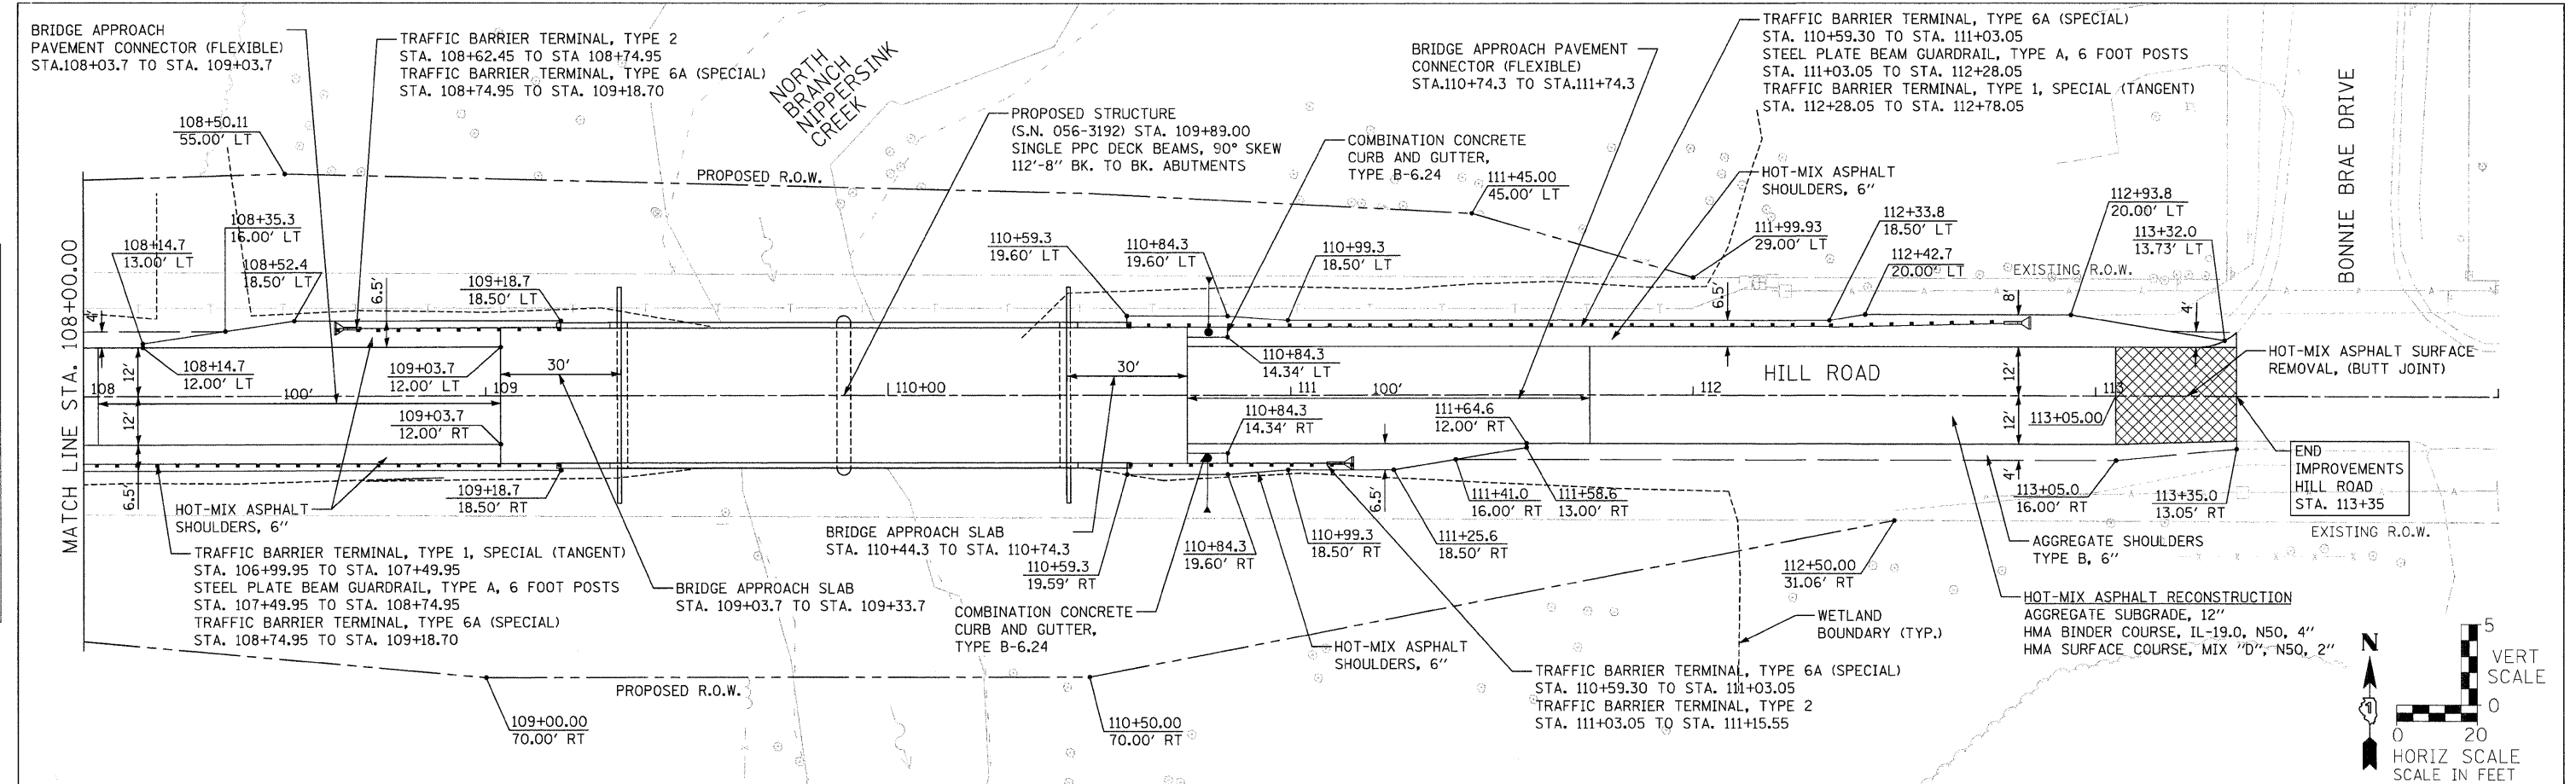 BRIDGE APPROACH
PAVEMENT CONNECTOR (FLEXIBLE)
STA.108+03.7 TO STA. 109+03.7
TRAFFIC BARRIER TERMINAL, TYPE 2
STA. 108+62.45 TO STA 108+74.95
TRAFFIC BARRIER TERMINAL, TYPE 6A (SPECIAL)
STA. 108+74.95 TO STA. 109+18.70
NORTH
BRANCH
NIPPERSINK
CREEK
PROPOSED STRUCTURE
(S.N. 056-3192) STA. 109+89.00
SINGLE PPC DECK BEAMS, 90° SKEW
112'-8" BK. TO BK. ABUTMENTS
COMBINATION CONCRETE
CURB AND GUTTER,
TYPE B-6.24
BRIDGE APPROACH PAVEMENT
CONNECTOR (FLEXIBLE)
STA.110+74.3 TO STA.111+74.3
TRAFFIC BARRIER TERMINAL, TYPE 6A (SPECIAL)
STA. 110+59.30 TO STA. 111+03.05
STEEL PLATE BEAM GUARDRAIL, TYPE A, 6 FOOT POSTS
STA. 111+03.05 TO STA. 112+28.05
TRAFFIC BARRIER TERMINAL, TYPE 1, SPECIAL (TANGENT)
STA. 112+28.05 TO STA. 112+78.05
HOT-MIX ASPHALT
SHOULDERS, 6"
BONNIE BRAE DRIVE
108+50.11
55.00' LT
PROPOSED R.O.W.
111+45.00
45.00' LT
108+35.3
16.00' LT
108+14.7
13.00' LT
108+52.4
18.50' LT
109+18.7
18.50' LT
110+59.3
19.60' LT
110+84.3
19.60' LT
110+99.3
18.50' LT
111+99.93
29.00' LT
112+33.8
18.50' LT
112+42.7
20.00' LT
112+93.8
20.00' LT
113+32.0
13.73' LT
EXISTING R.O.W.
MATCH LINE STA. 108+00.00
4'
6.5'
6.5'
8'
4'
108+14.7
12.00' LT
109+03.7
12.00' LT
30'
30'
110+84.3
14.34' LT
HILL ROAD
HOT-MIX ASPHALT SURFACE
REMOVAL, (BUTT JOINT)
12'
12'
108
100'
109
110+00
111
100'
112
113
12'
12'
109+03.7
12.00' RT
110+84.3
14.34' RT
111+64.6
12.00' RT
113+05.00
END
IMPROVEMENTS
HILL ROAD
STA. 113+35
6.5'
109+18.7
18.50' RT
6.5'
4'
111+41.0
16.00' RT
111+58.6
13.00' RT
113+05.0
16.00' RT
113+35.0
13.05' RT
HOT-MIX ASPHALT
SHOULDERS, 6"
BRIDGE APPROACH SLAB
STA. 110+44.3 TO STA. 110+74.3
110+59.3
19.59' RT
110+84.3
19.60' RT
110+99.3
18.50' RT
111+25.6
18.50' RT
EXISTING R.O.W.
AGGREGATE SHOULDERS
TYPE B, 6"
112+50.00
31.06' RT
TRAFFIC BARRIER TERMINAL, TYPE 1, SPECIAL (TANGENT)
STA. 106+99.95 TO STA. 107+49.95
STEEL PLATE BEAM GUARDRAIL, TYPE A, 6 FOOT POSTS
STA. 107+49.95 TO STA. 108+74.95
TRAFFIC BARRIER TERMINAL, TYPE 6A (SPECIAL)
STA. 108+74.95 TO STA. 109+18.70
BRIDGE APPROACH SLAB
STA. 109+03.7 TO STA. 109+33.7
COMBINATION CONCRETE
CURB AND GUTTER,
TYPE B-6.24
HOT-MIX ASPHALT
SHOULDERS, 6"
WETLAND
BOUNDARY (TYP.)
HOT-MIX ASPHALT RECONSTRUCTION
AGGREGATE SUBGRADE, 12"
HMA BINDER COURSE, IL-19.0, N50, 4"
HMA SURFACE COURSE, MIX "D", N50, 2"
TRAFFIC BARRIER TERMINAL, TYPE 6A (SPECIAL)
STA. 110+59.30 TO STA. 111+03.05
TRAFFIC BARRIER TERMINAL, TYPE 2
STA. 111+03.05 TO STA. 111+15.55
PROPOSED R.O.W.
109+00.00
70.00' RT
110+50.00
70.00' RT
N
5
VERT
SCALE
0
0
20
HORIZ SCALE
SCALE IN FEET